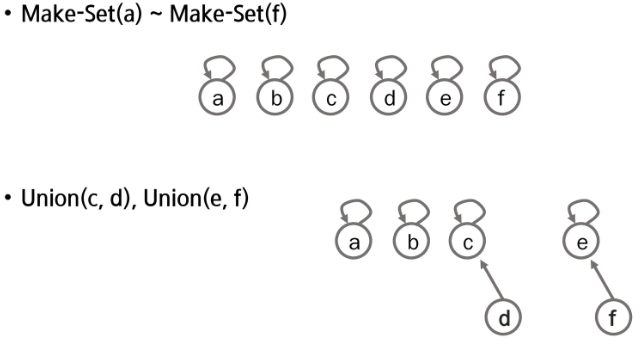 • Make-Set(a) ~ Make-Set(f)
a b c d e f
• Union(c, d), Union(e, f)
a b c e
d f